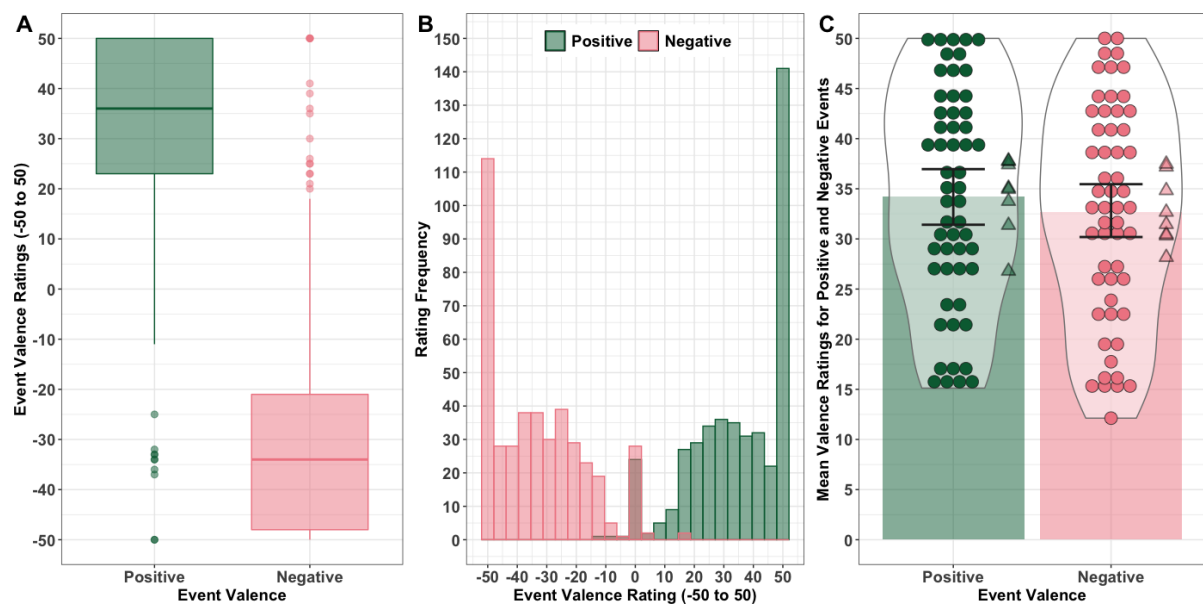 A
Event Valence Ratings (-50 to 50)
50
40
30
20
10
0
-10
-20
-30
-40
-50
Positive
Negative
Event Valence
B
Positive
Negative
Rating Frequency
150
140
130
120
110
100
90
80
70
60
50
40
30
20
10
0
-50 -40 -30 -20 -10 0 10 20 30 40 50
Event Valence Rating (-50 to 50)
C
Mean Valence Ratings for Positive and Negative Events
50
45
40
35
30
25
20
15
10
5
0
Positive
Negative
Event Valence